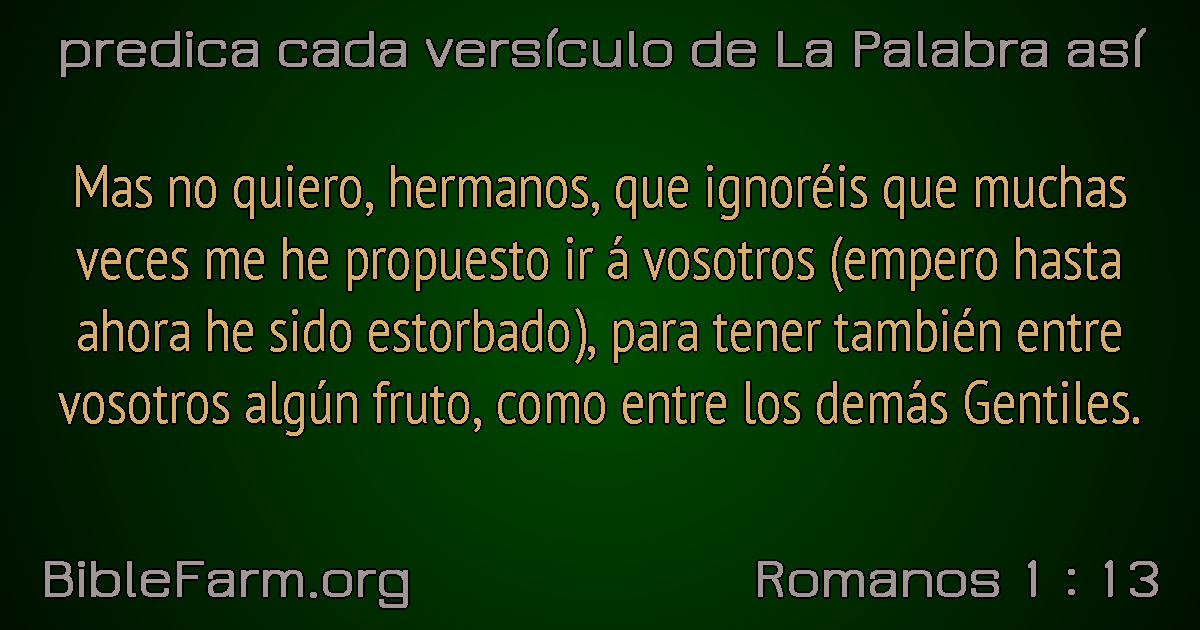 predica cada versículo de La Palabra así
Mas no quiero, hermanos, que ignoréis que muchas
veces me he propuesto ir á vosotros (empero hasta
ahora he sido estorbado), para tener también entre
vosotros algún fruto, como entre los demás Gentiles.
BibleFarm.org
Romanos 1 : 13